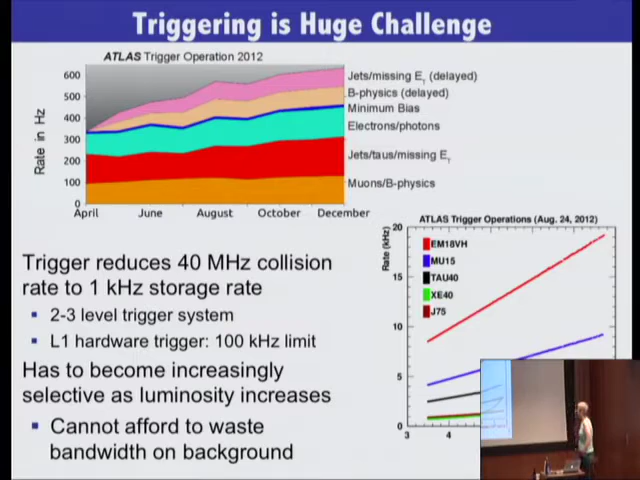 Triggering is Huge Challenge
ATLAS Trigger Operation 2012
Rate in Hz
600
500
400
300
200
100
0
April
June
August
October
December
Jets/missing ET (delayed)
B-physics (delayed)
Minimum Bias
Electrons/photons
Jets/taus/missing ET
Muons/B-physics
Trigger reduces 40 MHz collision
rate to 1 kHz storage rate
2-3 level trigger system
L1 hardware trigger: 100 kHz limit
Has to become increasingly
selective as luminosity increases
Cannot afford to waste
bandwidth on background
ATLAS Trigger Operations (Aug. 24, 2012)
Rate (kHz)
20
15
10
5
0
3
4
EM18VH
MU15
TAU40
XE40
J75